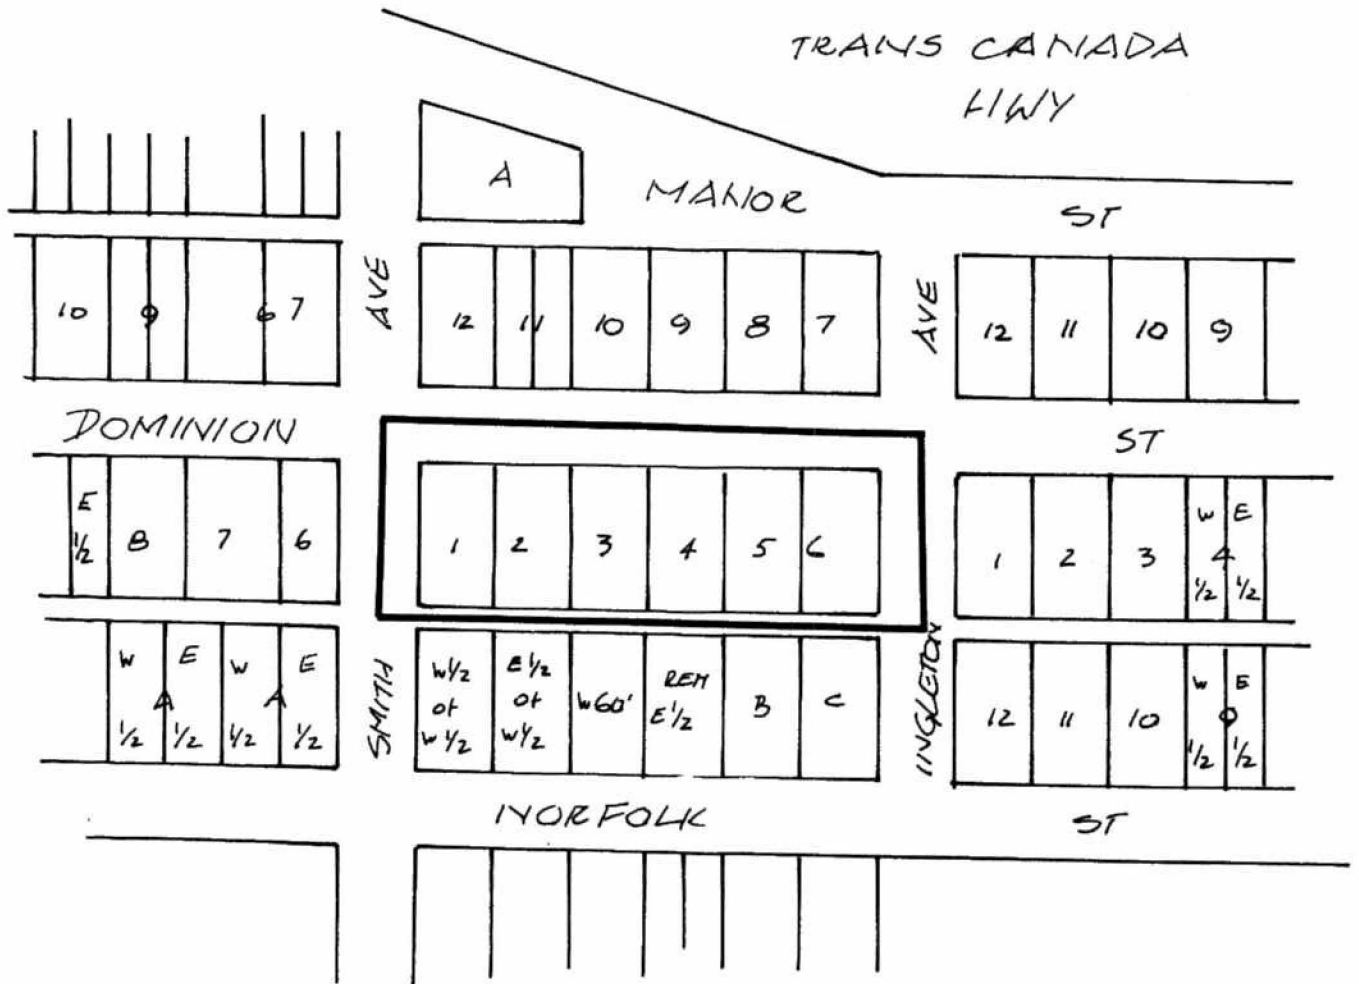 TRANS CANADA
HWY
A
MANOR
ST
10 9 6 7
AVE
12 11 10 9 8 7
AVE
12 11 10 9
DOMINION
ST
E
1/2
8 7 6
1 2 3 4 5 6
1 2 3
W E
4
1/2 1/2
W E W E
A A
1/2 1/2 1/2 1/2
SMITH
W1/2
of
W1/2
E1/2
of
W1/2
W60'
REM
E1/2
B
C
INGLETON
12 11 10
W E
9
1/2 1/2
NORFOLK
ST